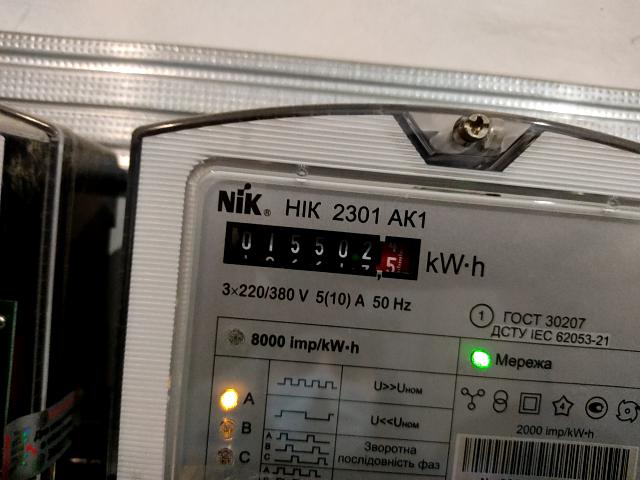 NiK® НІК 2301 АК1
015502,5 kW·h
3×220/380 V 5(10) A 50 Hz
1 ГОСТ 30207
ДСТУ IEC 62053-21
8000 imp/kW·h
Мережа
A U>>Uном
B U<<Uном
C A B C Зворотна
послідовність фаз
2000 imp/kW·h